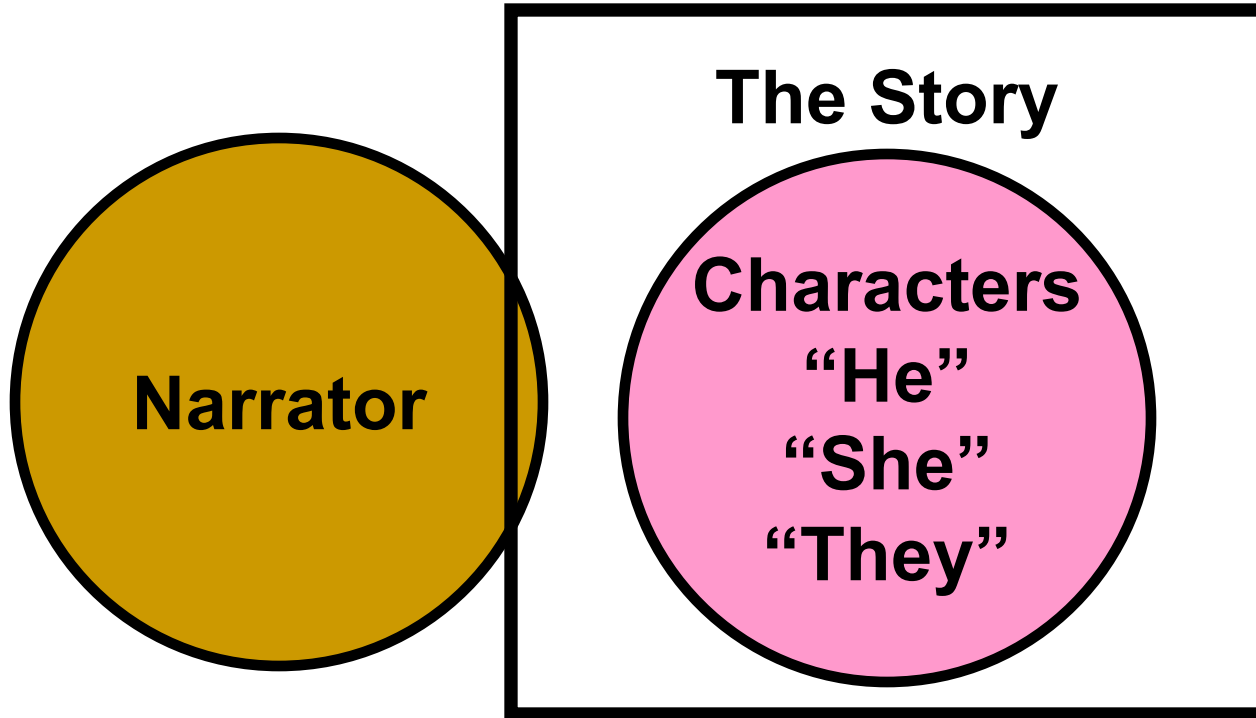 The Story
Narrator
Characters
“He”
“She”
“They”